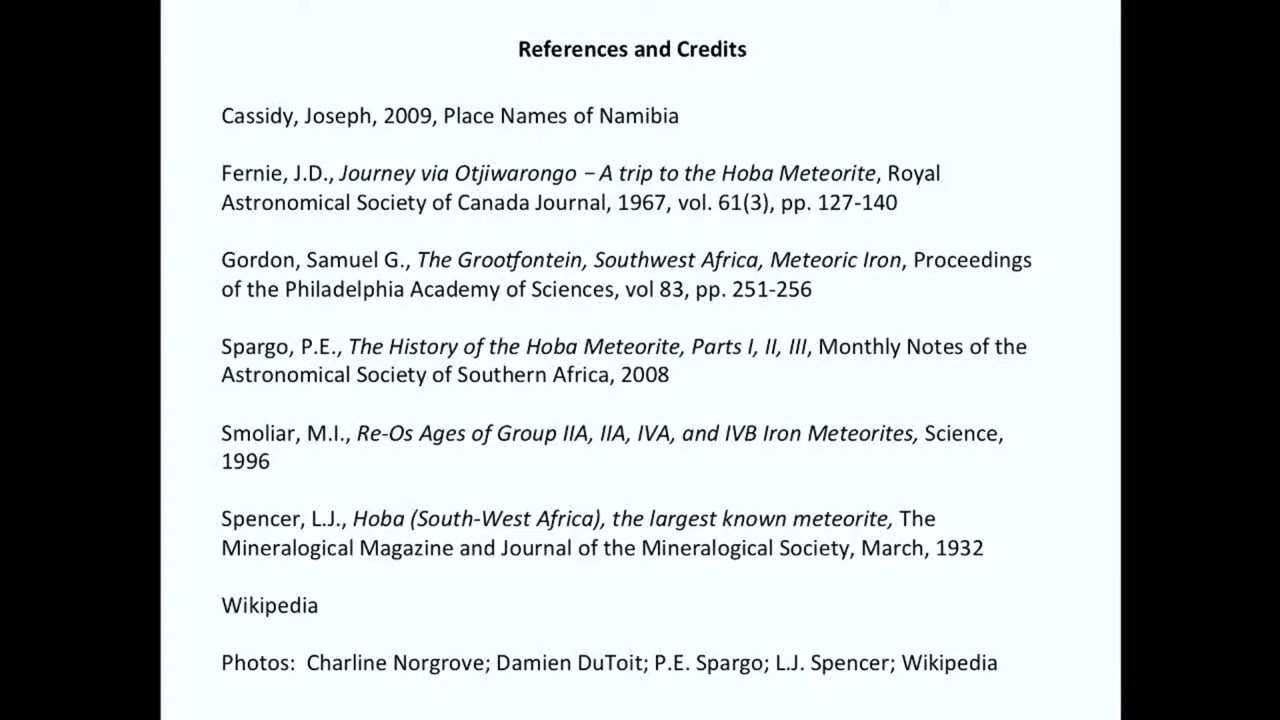 References and Credits
Cassidy, Joseph, 2009, Place Names of Namibia
Fernie, J.D., Journey via Otjiwarongo – A trip to the Hoba Meteorite, Royal
Astronomical Society of Canada Journal, 1967, vol. 61(3), pp. 127-140
Gordon, Samuel G., The Grootfontein, Southwest Africa, Meteoric Iron, Proceedings
of the Philadelphia Academy of Sciences, vol 83, pp. 251-256
Spargo, P.E., The History of the Hoba Meteorite, Parts I, II, III, Monthly Notes of the
Astronomical Society of Southern Africa, 2008
Smoliar, M.I., Re-Os Ages of Group IIA, IIA, IVA, and IVB Iron Meteorites, Science,
1996
Spencer, L.J., Hoba (South-West Africa), the largest known meteorite, The
Mineralogical Magazine and Journal of the Mineralogical Society, March, 1932
Wikipedia
Photos:  Charline Norgrove; Damien DuToit; P.E. Spargo; L.J. Spencer; Wikipedia